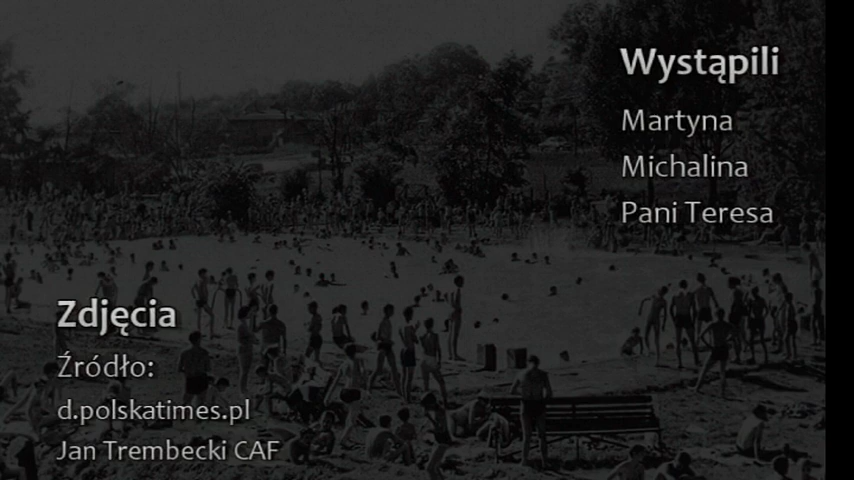 Wystąpili
Martyna
Michalina
Pani Teresa
Zdjęcia
Źródło:
d.polskatimes.pl
Jan Trembecki CAF